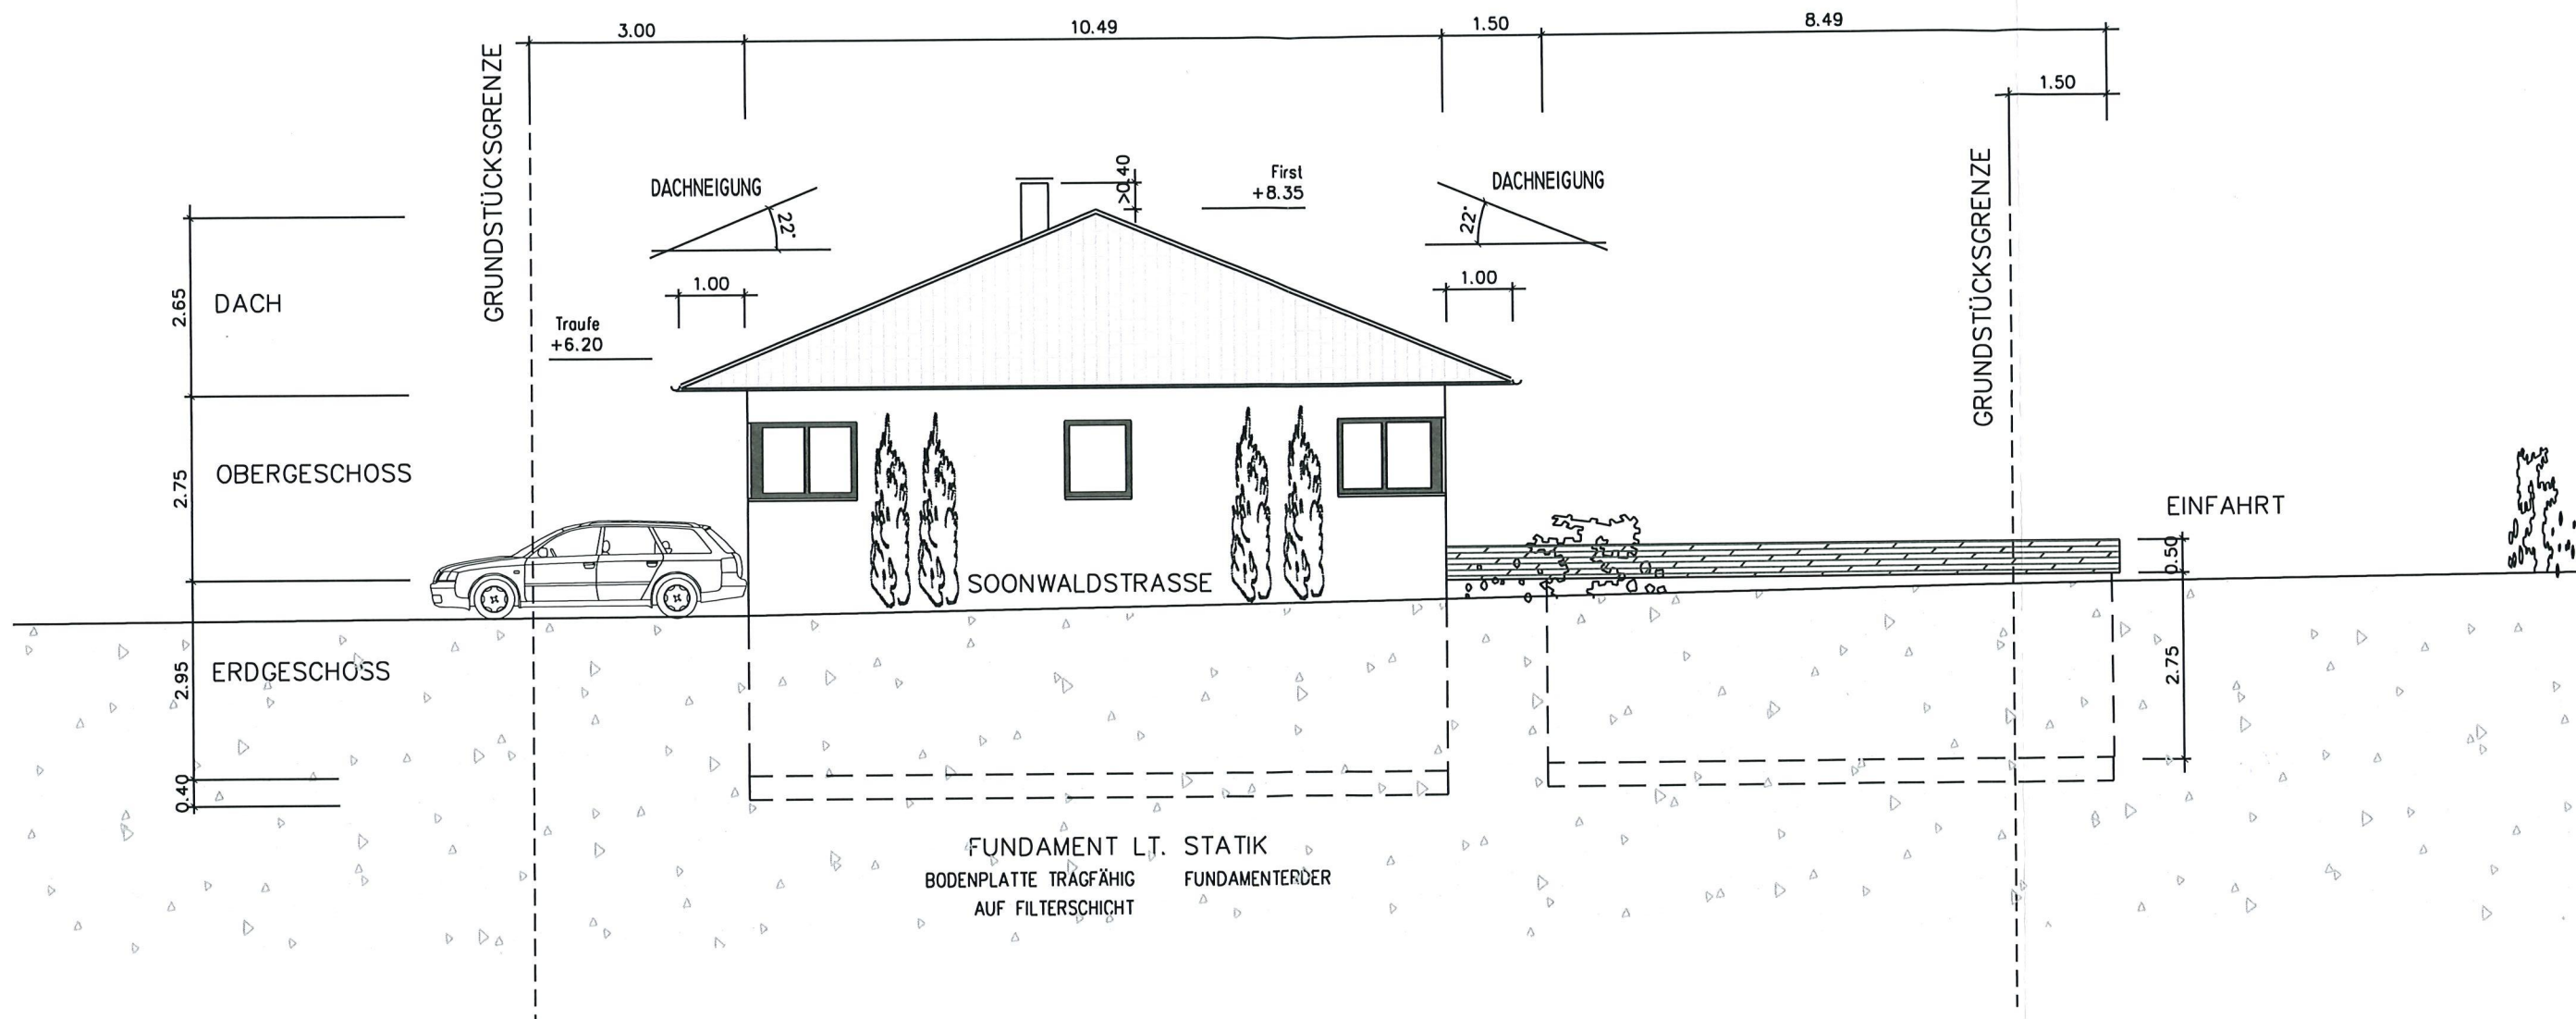 3.00
10.49
1.50
8.49
1.50
GRUNDSTÜCKSGRENZE
GRUNDSTÜCKSGRENZE
DACHNEIGUNG
22°
>0.40
First
+8.35
DACHNEIGUNG
22°
1.00
1.00
Traufe
+6.20
2.65
DACH
2.75
OBERGESCHOSS
2.95
ERDGESCHOSS
0.40
SOONWALDSTRASSE
EINFAHRT
0.50
2.75
FUNDAMENT LT. STATIK
BODENPLATTE TRAGFÄHIG FUNDAMENTERDER
AUF FILTERSCHICHT